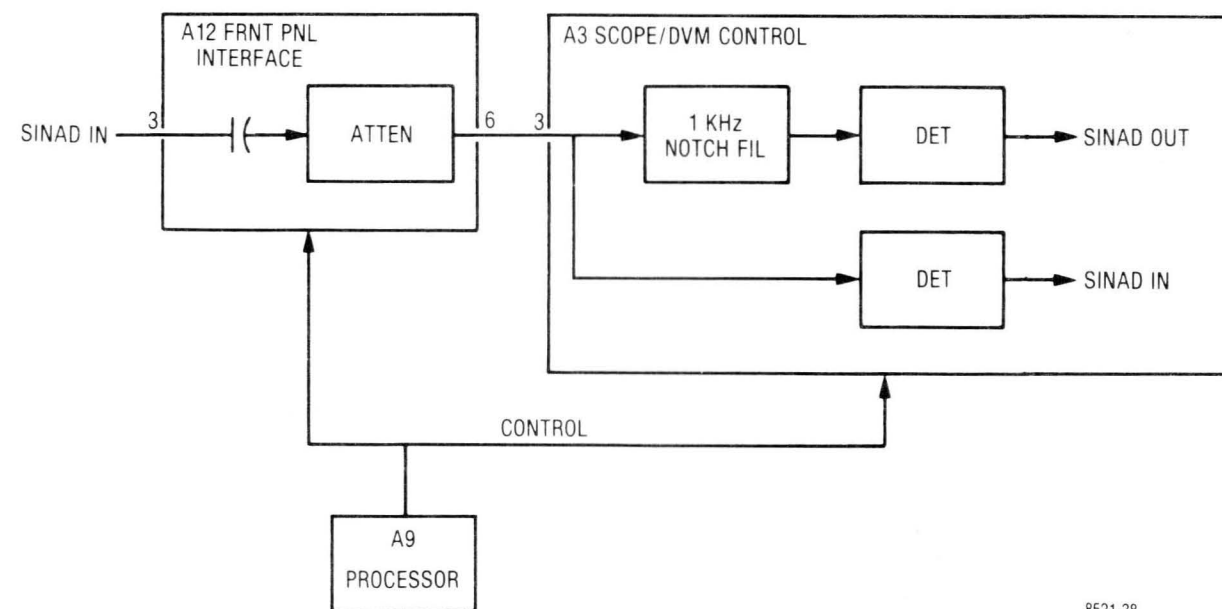 A12 FRNT PNL
INTERFACE
A3 SCOPE/DVM CONTROL
SINAD IN
3
ATTEN
6
3
1 KHz
NOTCH FIL
DET
SINAD OUT
DET
SINAD IN
CONTROL
A9
PROCESSOR